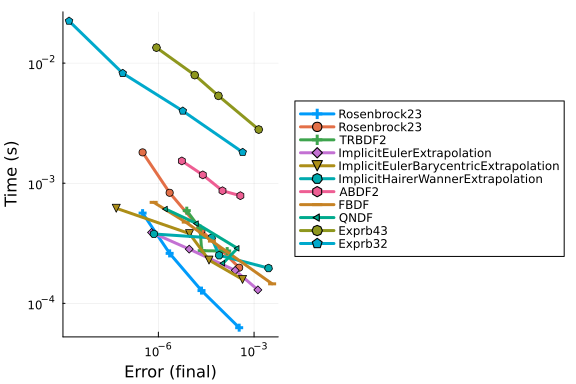 10⁻²
10⁻³
10⁻⁴
Time (s)
10⁻⁶
10⁻³
Error (final)
Rosenbrock23
Rosenbrock23
TRBDF2
ImplicitEulerExtrapolation
ImplicitEulerBarycentricExtrapolation
ImplicitHairerWannerExtrapolation
ABDF2
FBDF
QNDF
Exprb43
Exprb32